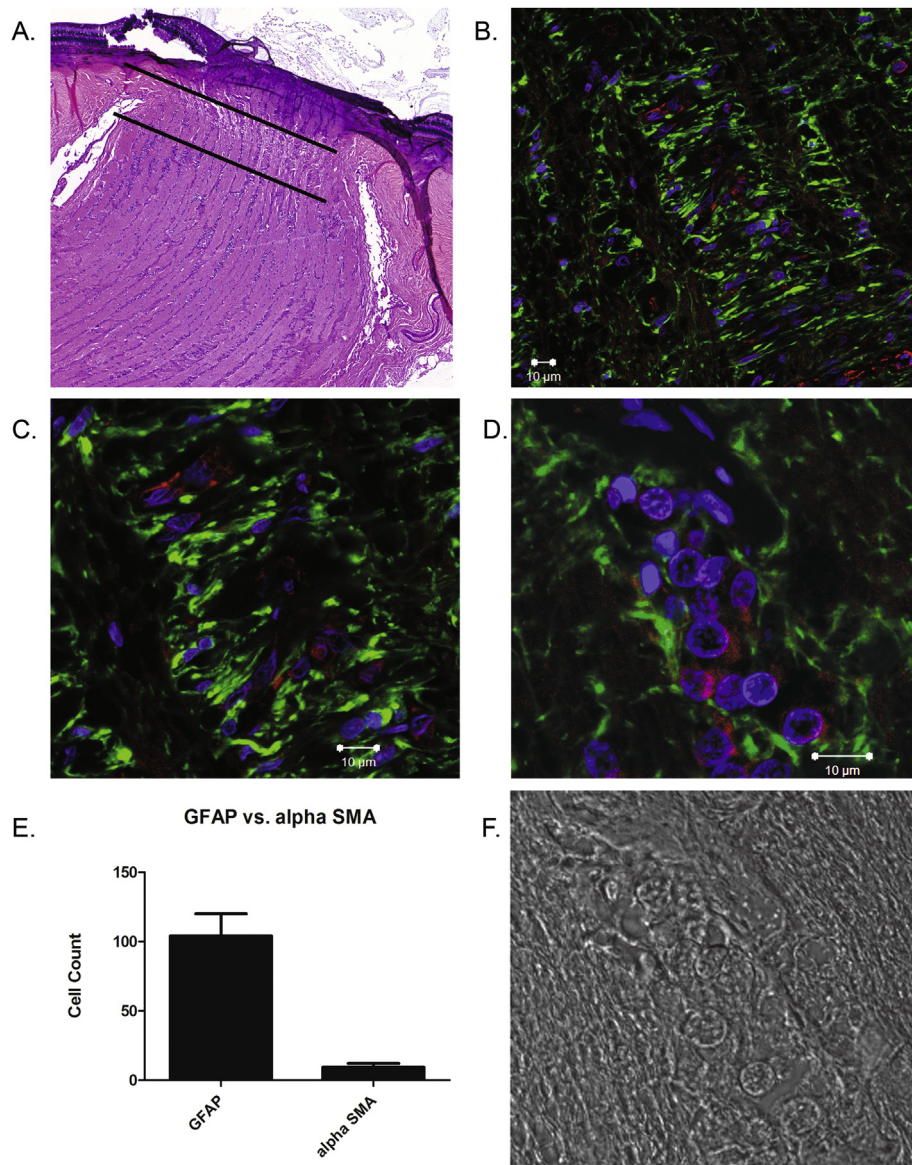 A.
B.
10 µm
C.
10 µm
D.
10 µm
E.
GFAP vs. alpha SMA
Cell Count
150
100
50
0
GFAP
alpha SMA
F.